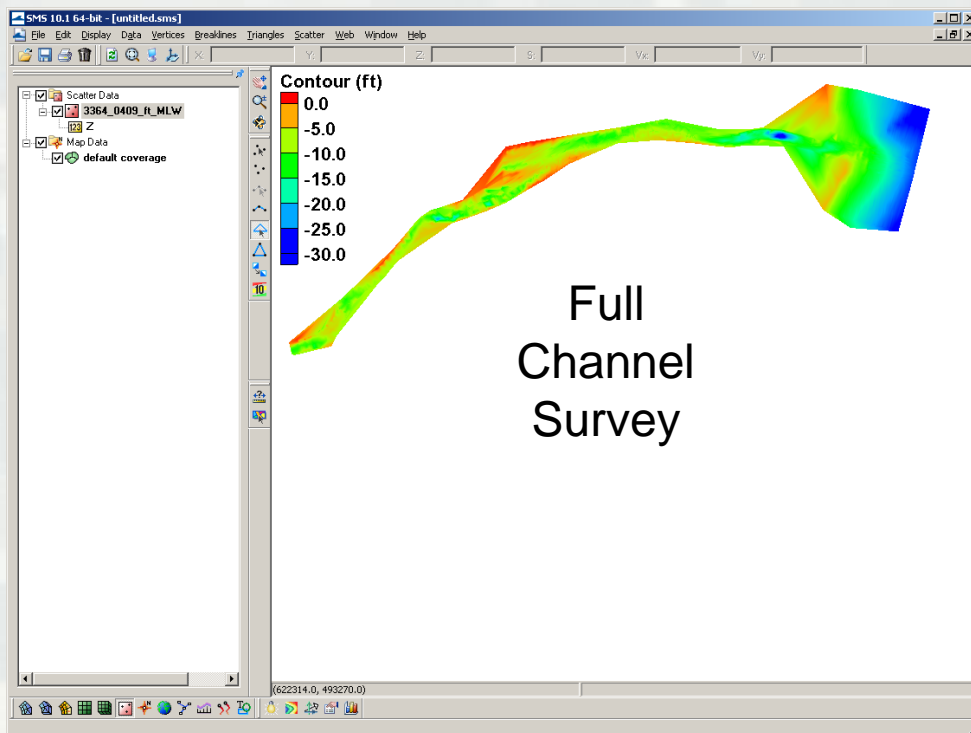 SMS 10.1 64-bit - [untitled.sms]
File Edit Display Data Vertices Breaklines Triangles Scatter Web Window Help
X: Y: Z: S: Vx: Vy:
Scatter Data
3364_0409_ft_MLW
123 Z
Map Data
default coverage
10
Contour (ft)
0.0
-5.0
-10.0
-15.0
-20.0
-25.0
-30.0
Full
Channel
Survey
(622314.0, 493270.0)